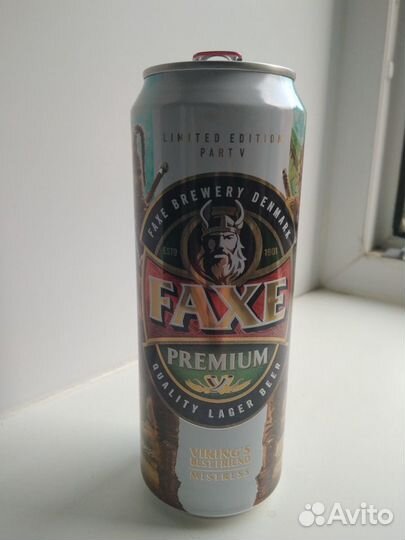 LIMITED EDITION
PART V
FAXE BREWERY DENMARK
ESTD 1901
FAXE
PREMIUM
QUALITY LAGER BEER
VIKING'S
BEST FRIEND
MISTRESS
Avito